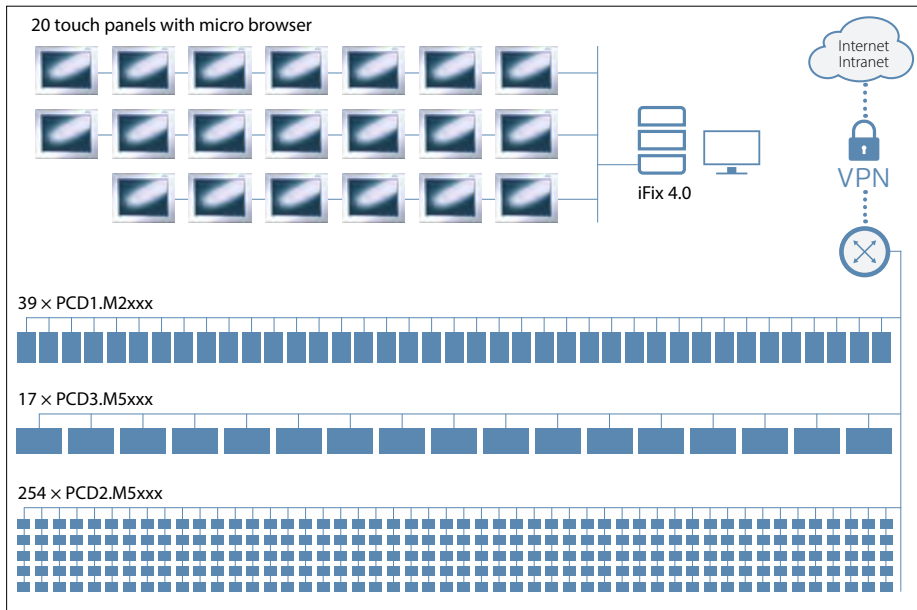 20 touch panels with micro browser
Internet
Intranet
VPN
iFix 4.0
39 × PCD1.M2xxx
17 × PCD3.M5xxx
254 × PCD2.M5xxx